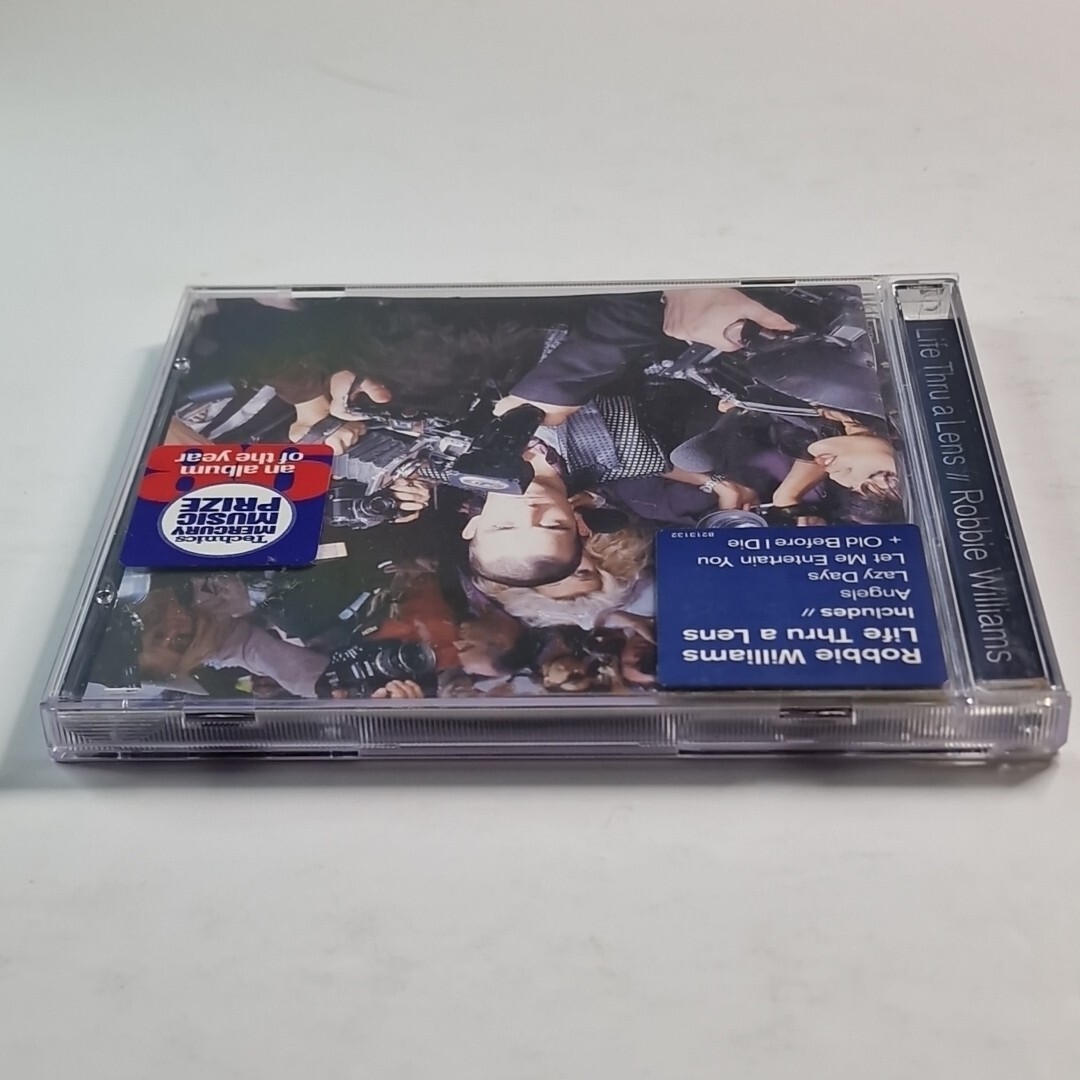 Life Thru a Lens // Robbie Williams
Robbie Williams
Life Thru a Lens
Includes //
Angels
Lazy Days
Let Me Entertain You
+ Old Before I Die
8213132
Technics
MERCURY
MUSIC
PRIZE
an album
of the year